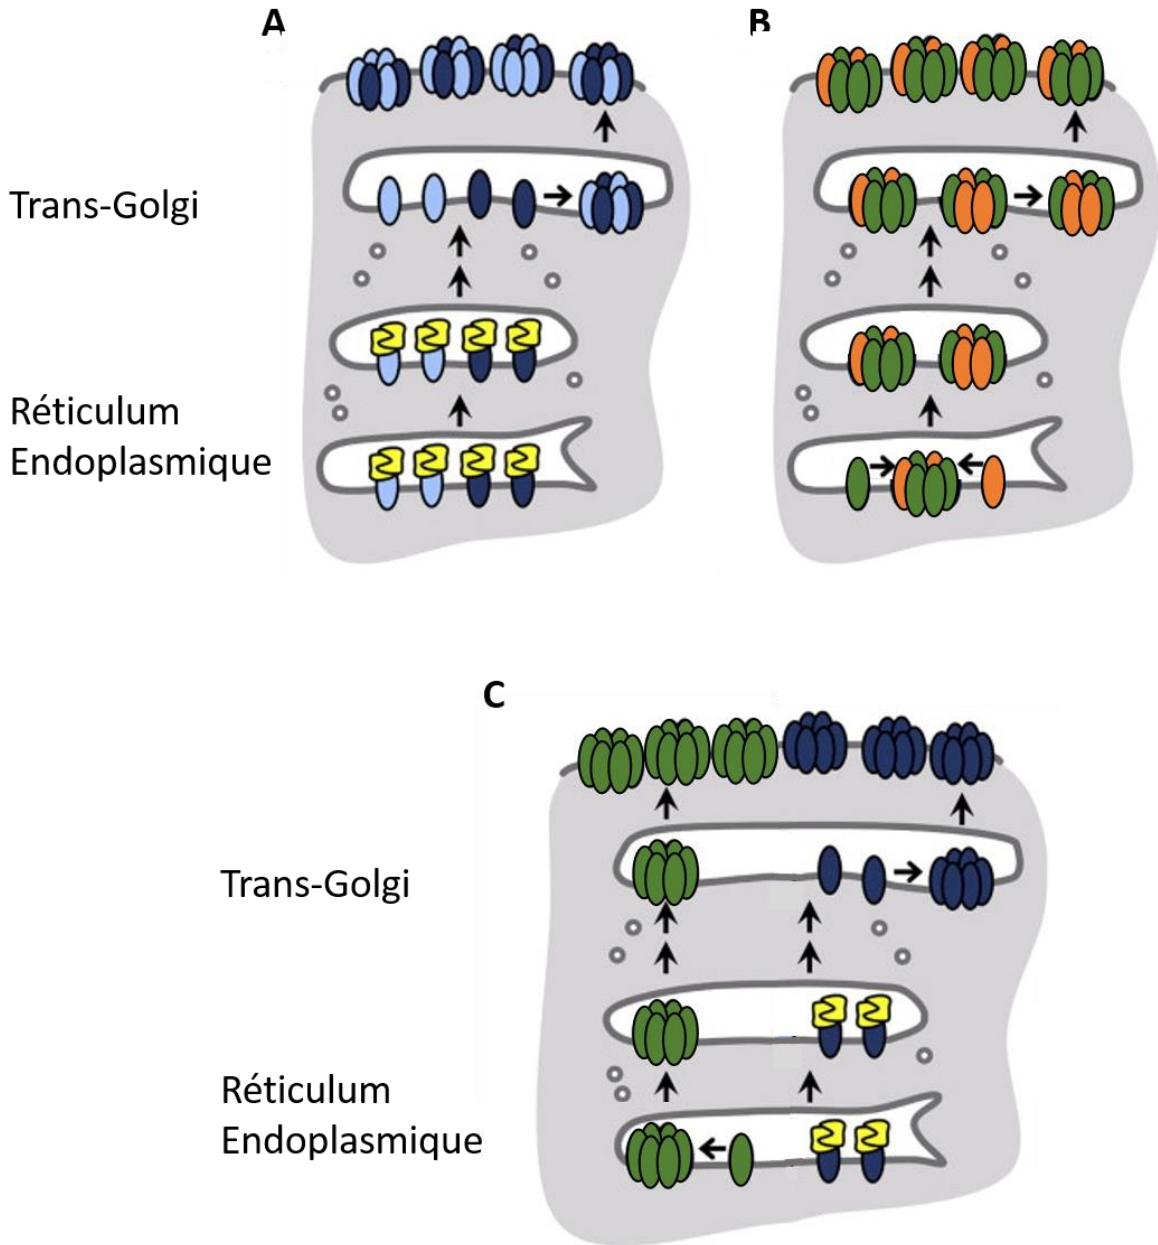 A
B
Trans-Golgi
Réticulum
Endoplasmique
C
Trans-Golgi
Réticulum
Endoplasmique